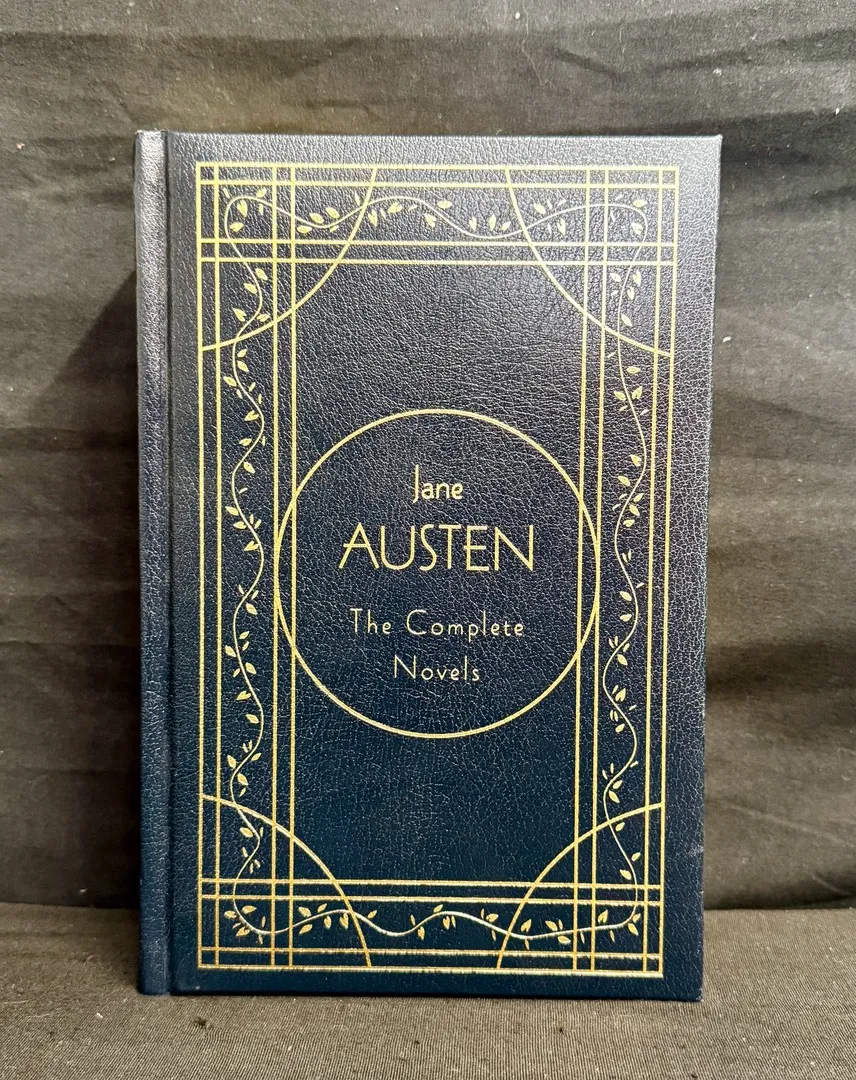 Jane
AUSTEN
The Complete
Novels